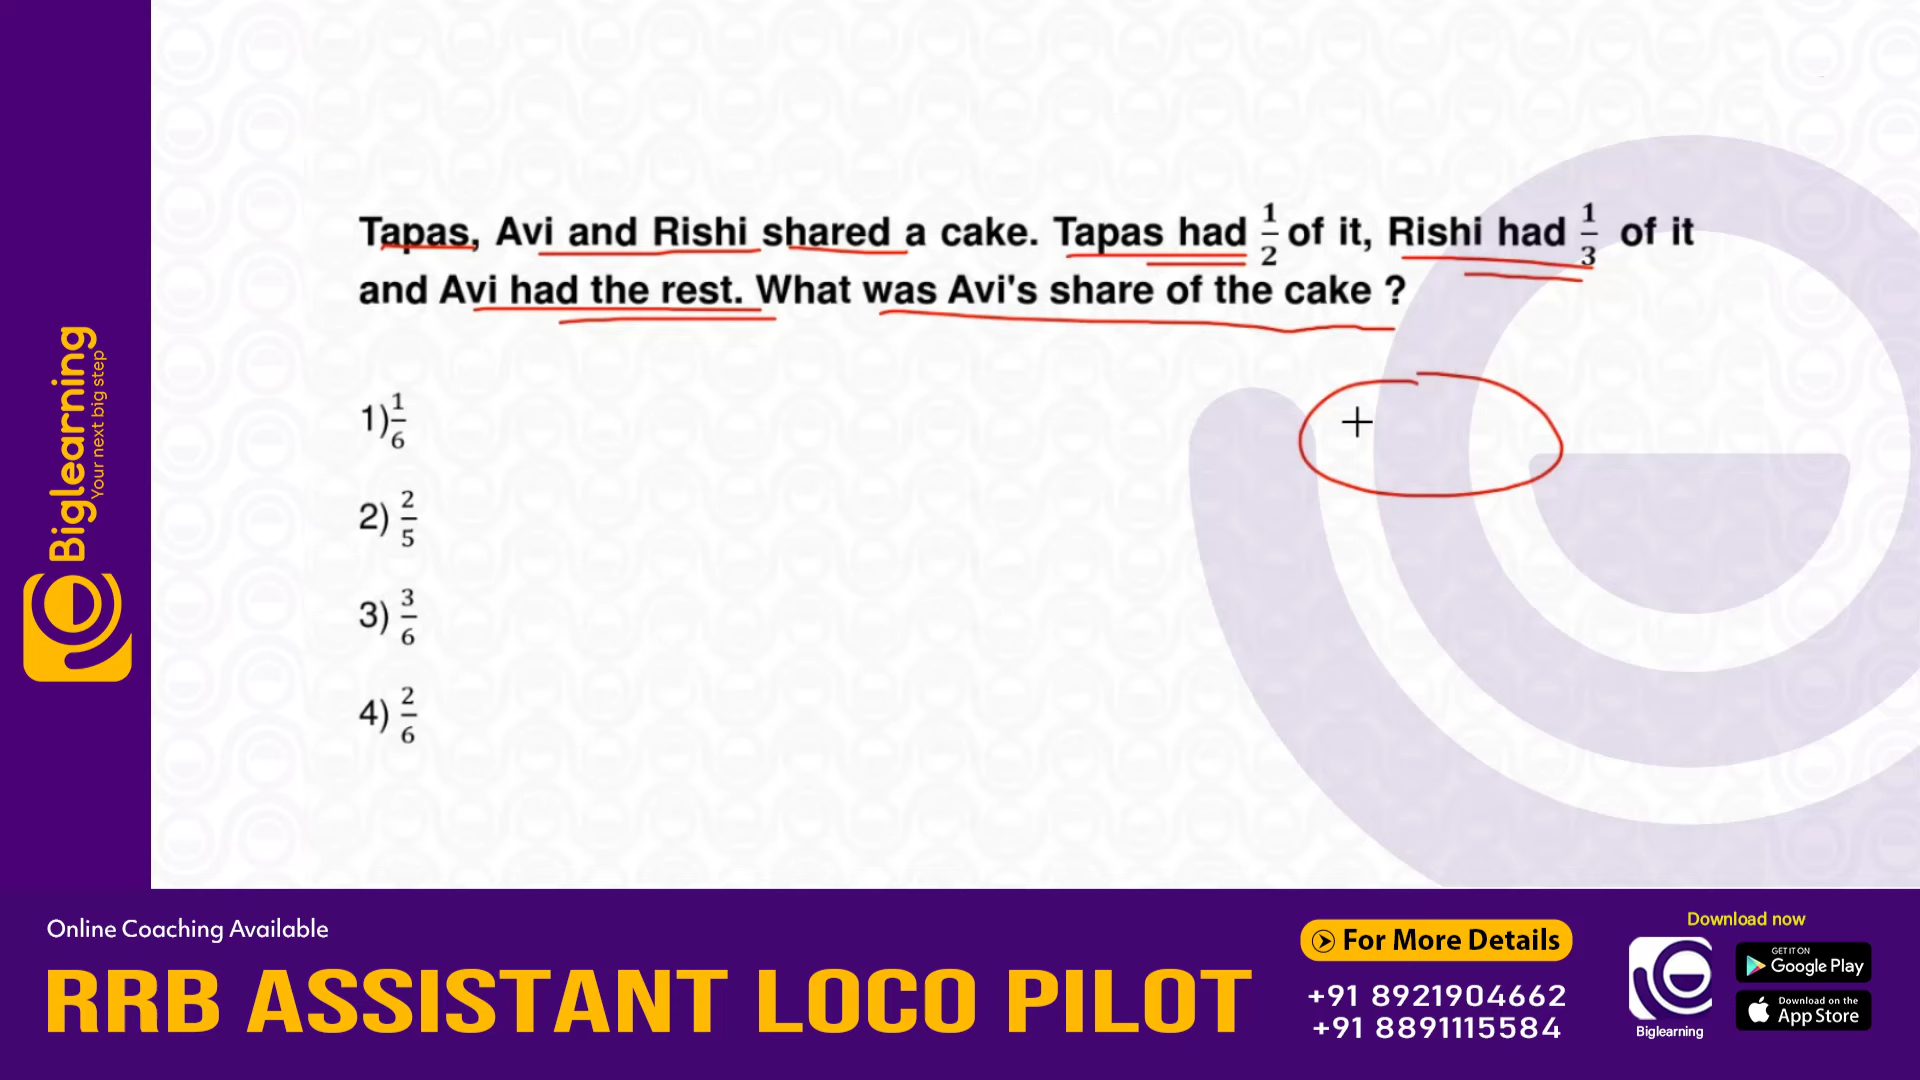 Tapas, Avi and Rishi shared a cake. Tapas had 1/2 of it, Rishi had 1/3 of it
and Avi had the rest. What was Avi's share of the cake ?
1) 1/6
2) 2/5
3) 3/6
4) 2/6
Biglearning
Your next big step
Online Coaching Available
RRB ASSISTANT LOCO PILOT
For More Details
+91 8921904662
+91 8891115584
Download now
Biglearning
GET IT ON
Google Play
Download on the
App Store